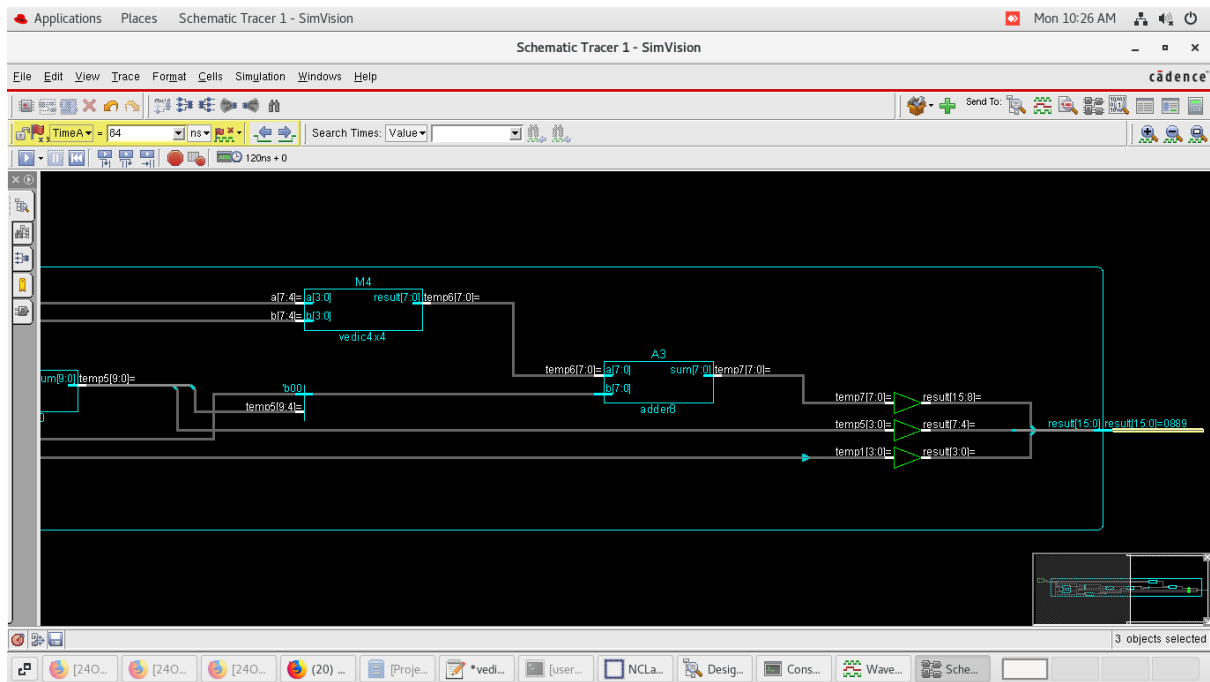 Applications Places Schematic Tracer 1 - SimVision Mon 10:26 AM
Schematic Tracer 1 - SimVision
File Edit View Trace Format Cells Simulation Windows Help cādence
Send To:
TimeA = 84 ns Search Times: Value
120ns + 0
M4
a[7:4]= a[3:0] result[7:0] temp6[7:0]=
b[7:4]= b[3:0]
vedic4x4
A3
temp6[7:0]= a[7:0] sum[7:0] temp7[7:0]=
um[9:0] temp5[9:0]=
'b00 b[7:0]
temp7[7:0]= result[15:8]=
temp5[9:4]= adder8
temp5[3:0]= result[7:4]= result[15:0] result[15:0]=0889
temp1[3:0]= result[3:0]=
3 objects selected
[24O... [24O... [24O... (20) ... [Proje... *vedi... [user... NCLa... Desig... Cons... Wave... Sche...